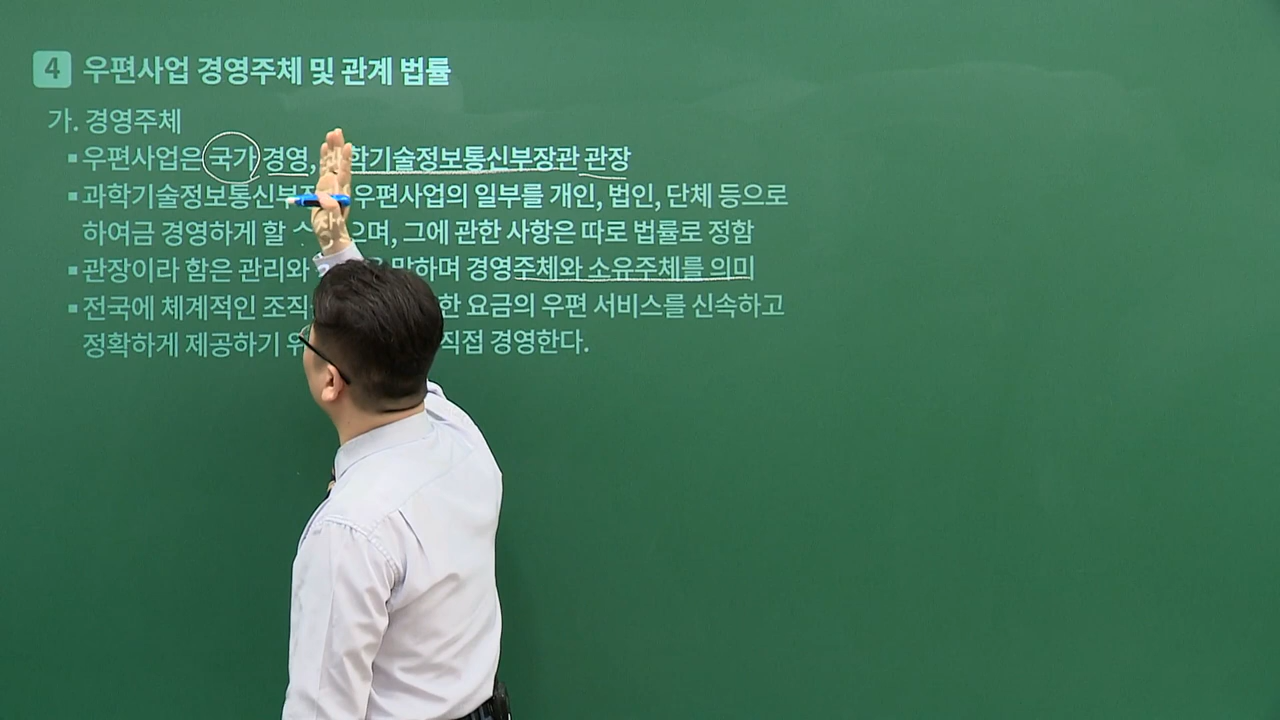 4 우편사업 경영주체 및 관계 법률
가. 경영주체
▪우편사업은 국가 경영, 과학기술정보통신부장관 관장
▪과학기술정보통신부 우편사업의 일부를 개인, 법인, 단체 등으로
하여금 경영하게 할 며, 그에 관한 사항은 따로 법률로 정함
▪관장이라 함은 관리와 말하며 경영주체와 소유주체를 의미
▪전국에 체계적인 조직 한 요금의 우편 서비스를 신속하고
정확하게 제공하기 직접 경영한다.